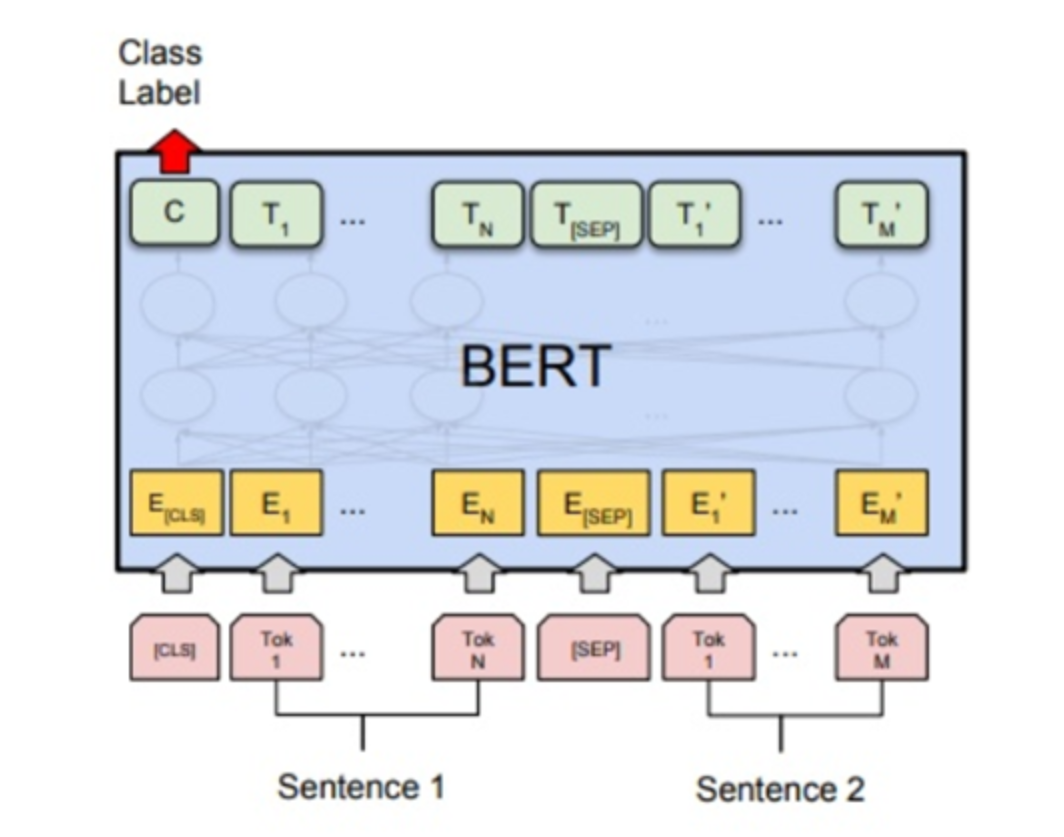 Class
Label
C T1 ... TN T[SEP] T1' ... TM'
...
BERT
...
E[CLS] E1 ... EN E[SEP] E1' ... EM'
[CLS] Tok 1 ... Tok N [SEP] Tok 1 ... Tok M
Sentence 1 Sentence 2